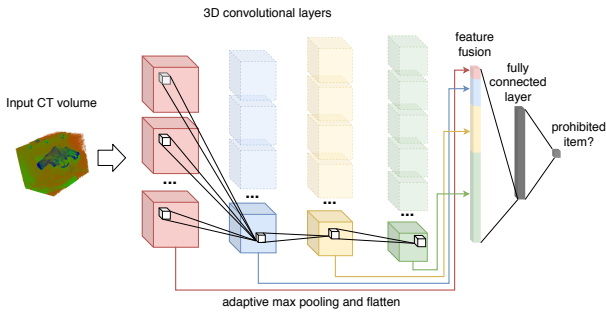 3D convolutional layers
feature
fusion
fully
connected
layer
Input CT volume
prohibited
item?
...
...
...
...
adaptive max pooling and flatten